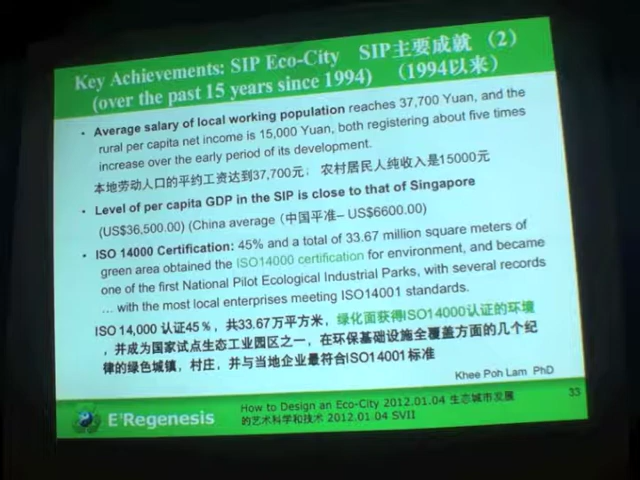 Key Achievements: SIP Eco-City SIP主要成就 (2)
(over the past 15 years since 1994) (1994以来)
• Average salary of local working population reaches 37,700 Yuan, and the
rural per capita net income is 15,000 Yuan, both registering about five times
increase over the early period of its development.
本地劳动人口的平约工资达到37,700元; 农村居民人纯收入是15000元
• Level of per capita GDP in the SIP is close to that of Singapore
(US$36,500.00) (China average (中国平准– US$6600.00)
• ISO 14000 Certification: 45% and a total of 33.67 million square meters of
green area obtained the ISO14000 certification for environment, and became
one of the first National Pilot Ecological Industrial Parks, with several records
… with the most local enterprises meeting ISO14001 standards.
ISO 14,000 认证45%, 共33.67万平方米, 绿化面获得ISO14000认证的环境
, 并成为国家试点生态工业园区之一, 在环保基础设施全覆盖方面的几个纪
律的绿色城镇, 村庄, 并与当地企业最符合ISO14001标准
Khee Poh Lam PhD
E²Regenesis
How to Design an Eco-City 2012.01.04 生态城市发展
的艺术科学和技术 2012.01.04 SVII
33